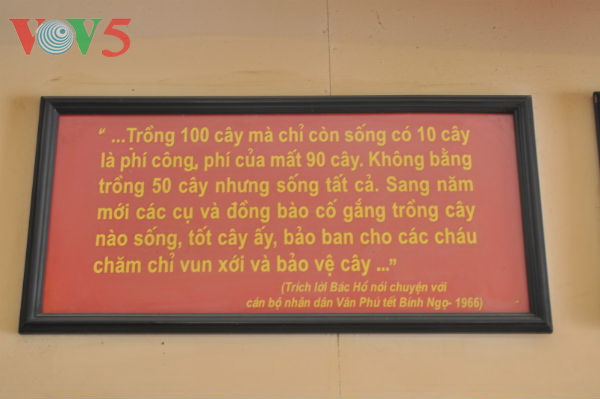 VOV5
" ...Trồng 100 cây mà chỉ còn sống có 10 cây
là phí công, phí của mất 90 cây. Không bằng
trồng 50 cây nhưng sống tất cả. Sang năm
mới các cụ và đồng bào cố gắng trồng cây
nào sống, tốt cây ấy, bảo ban cho các cháu
chăm chỉ vun xới và bảo vệ cây ..."
(Trích lời Bác Hồ nói chuyện với
cán bộ nhân dân Vân Phú tết Bính Ngọ- 1966)